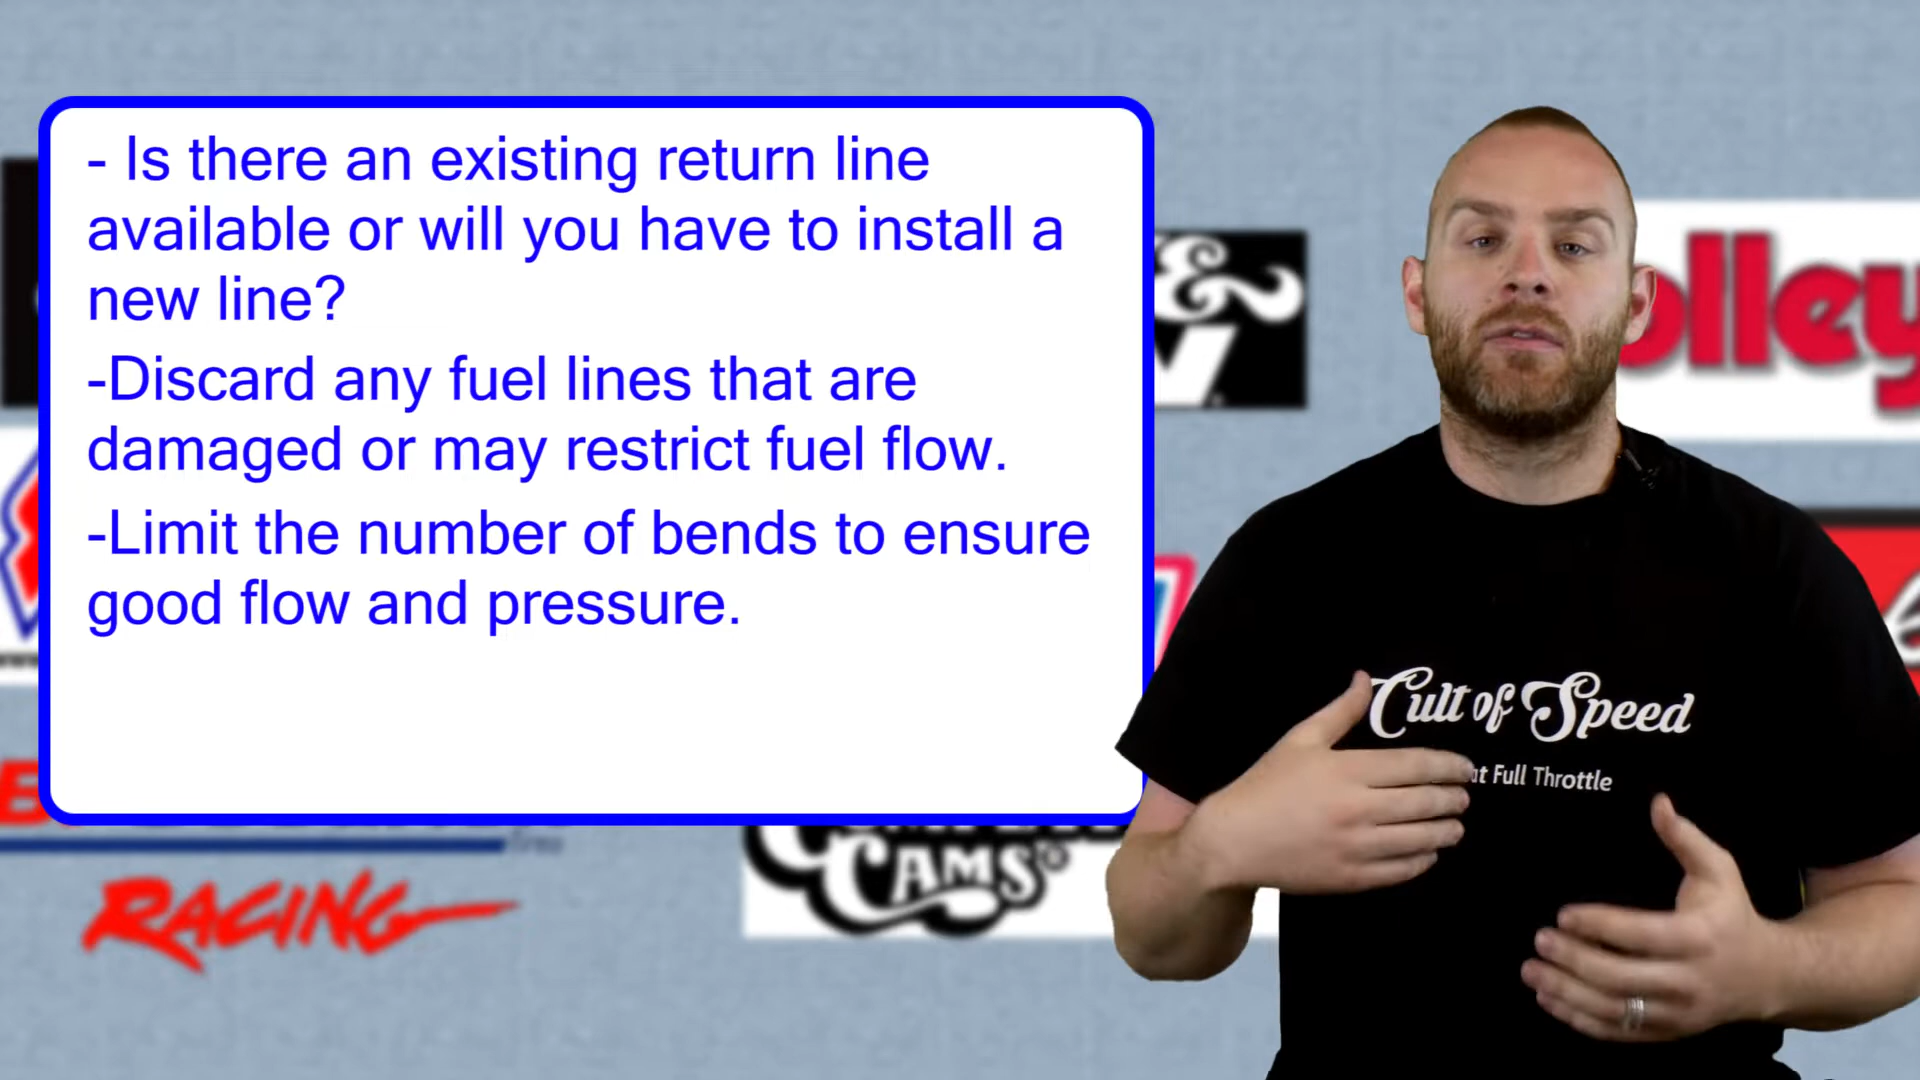 - Is there an existing return line
available or will you have to install a
new line?
-Discard any fuel lines that are
damaged or may restrict fuel flow.
-Limit the number of bends to ensure
good flow and pressure.
&
olley
Cult of Speed
at Full Throttle
CAMS
RACING